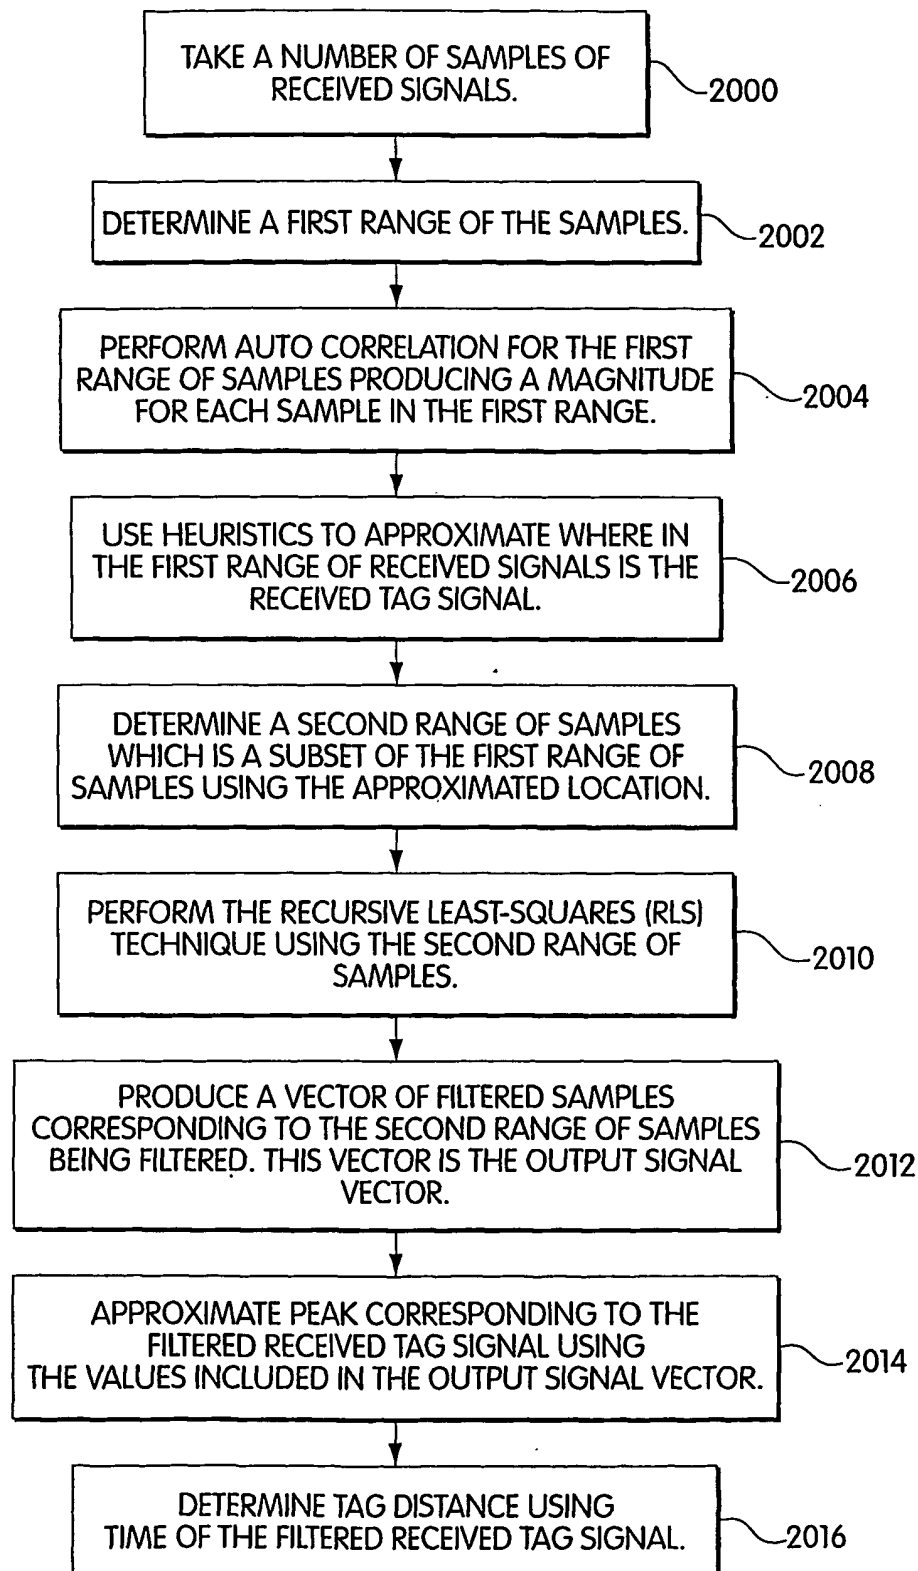 TAKE A NUMBER OF SAMPLES OF
RECEIVED SIGNALS.
2000
DETERMINE A FIRST RANGE OF THE SAMPLES.
2002
PERFORM AUTO CORRELATION FOR THE FIRST
RANGE OF SAMPLES PRODUCING A MAGNITUDE
FOR EACH SAMPLE IN THE FIRST RANGE.
2004
USE HEURISTICS TO APPROXIMATE WHERE IN
THE FIRST RANGE OF RECEIVED SIGNALS IS THE
RECEIVED TAG SIGNAL.
2006
DETERMINE A SECOND RANGE OF SAMPLES
WHICH IS A SUBSET OF THE FIRST RANGE OF
SAMPLES USING THE APPROXIMATED LOCATION.
2008
PERFORM THE RECURSIVE LEAST-SQUARES (RLS)
TECHNIQUE USING THE SECOND RANGE OF
SAMPLES.
2010
PRODUCE A VECTOR OF FILTERED SAMPLES
CORRESPONDING TO THE SECOND RANGE OF SAMPLES
BEING FILTERED. THIS VECTOR IS THE OUTPUT SIGNAL
VECTOR.
2012
APPROXIMATE PEAK CORRESPONDING TO THE
FILTERED RECEIVED TAG SIGNAL USING
THE VALUES INCLUDED IN THE OUTPUT SIGNAL VECTOR.
2014
DETERMINE TAG DISTANCE USING
TIME OF THE FILTERED RECEIVED TAG SIGNAL.
2016